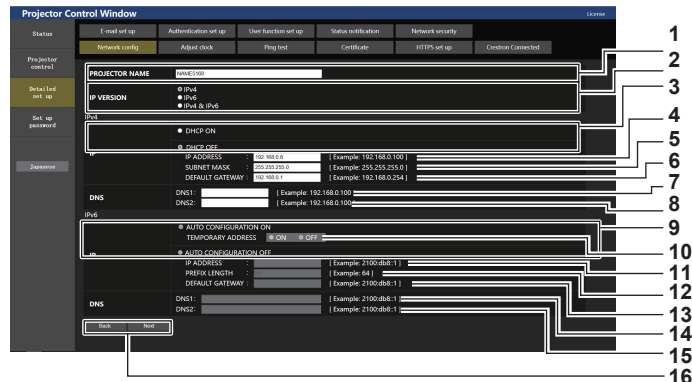 Projector Control Window
License
Status
E-mail set up
Authentication set up
User function set up
Status notification
Network security
Network config
Adjust clock
Ping test
Certificate
HTTPS set up
Crestron Connected
Projector control
Detailed set up
Set up password
Japanese
PROJECTOR NAME
NAME5168
IP VERSION
IPv4
IPv6
IPv4 & IPv6
IPv4
IP
DHCP ON
DHCP OFF
IP ADDRESS : 192.168.0.8 [ Example: 192.168.0.100 ]
SUBNET MASK : 255.255.255.0 [ Example: 255.255.255.0 ]
DEFAULT GATEWAY : 192.168.0.1 [ Example: 192.168.0.254 ]
DNS
DNS1: [ Example: 192.168.0.100 ]
DNS2: [ Example: 192.168.0.100 ]
IPv6
IP
AUTO CONFIGURATION ON
TEMPORARY ADDRESS : ON OFF
AUTO CONFIGURATION OFF
IP ADDRESS : [ Example: 2100:db8::1 ]
PREFIX LENGTH : [ Example: 64 ]
DEFAULT GATEWAY : [ Example: 2100:db8::1 ]
DNS
DNS1: [ Example: 2100:db8::1 ]
DNS2: [ Example: 2100:db8::1 ]
Back
Next
1
2
3
4
5
6
7
8
9
10
11
12
13
14
15
16